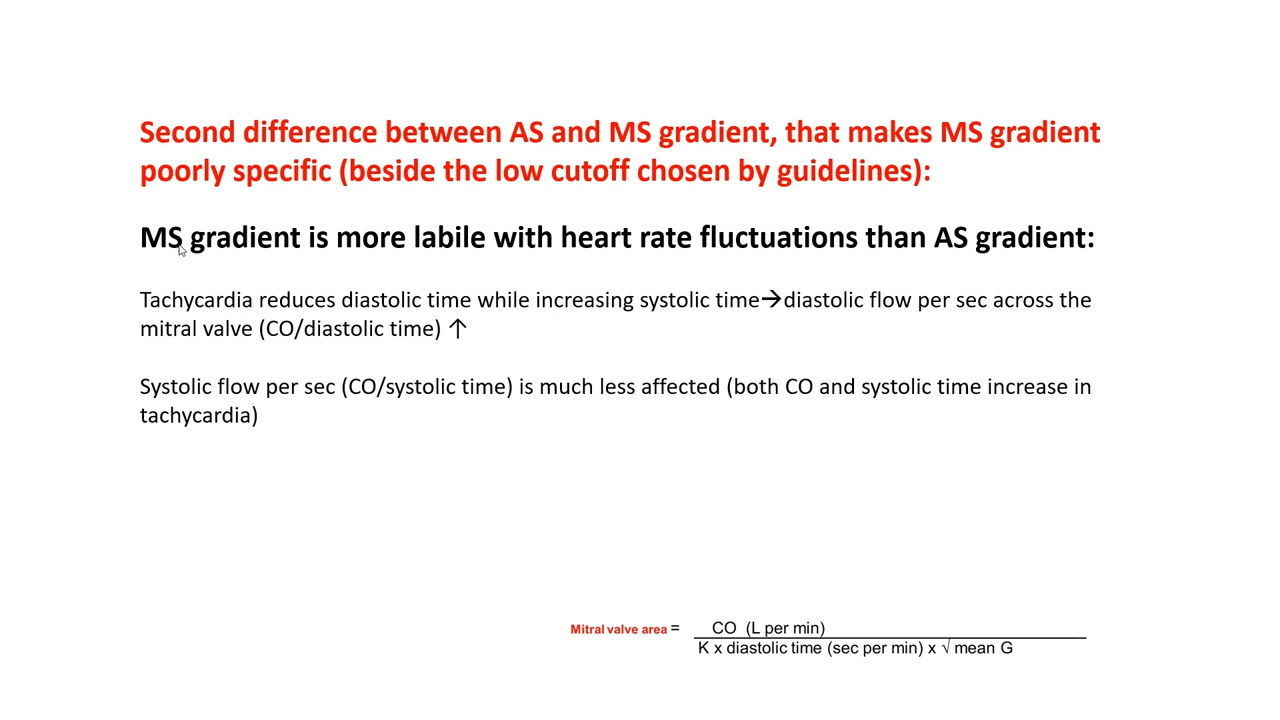 Second difference between AS and MS gradient, that makes MS gradient
poorly specific (beside the low cutoff chosen by guidelines):
MS gradient is more labile with heart rate fluctuations than AS gradient:
Tachycardia reduces diastolic time while increasing systolic time→diastolic flow per sec across the
mitral valve (CO/diastolic time) ↑
Systolic flow per sec (CO/systolic time) is much less affected (both CO and systolic time increase in
tachycardia)
Mitral valve area = CO (L per min)
K x diastolic time (sec per min) x √ mean G